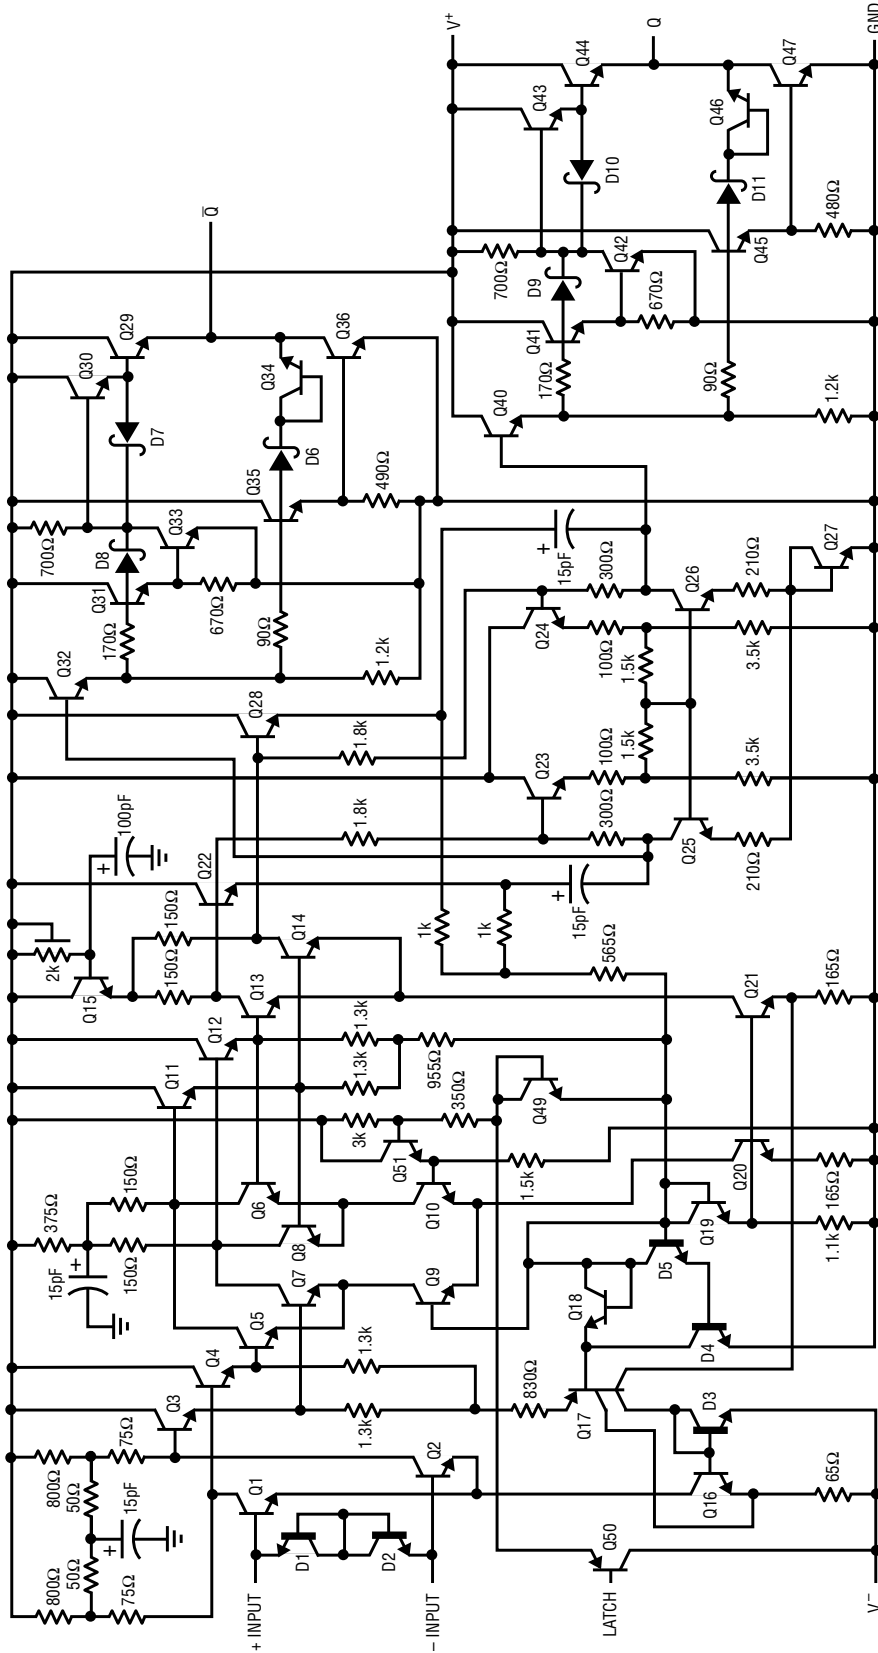 + INPUT
– INPUT
LATCH
V–
GND
V+
Q
Q̅
800Ω
50Ω
75Ω
800Ω
50Ω
75Ω
15pF
+
Q1
Q2
D1
D2
Q3
Q4
1.3k
1.3k
830Ω
Q50
Q16
D3
65Ω
Q17
Q18
D4
D5
Q19
1.1k
Q20
165Ω
Q21
165Ω
375Ω
15pF
+
150Ω
150Ω
Q5
Q7
Q8
Q6
Q9
Q10
Q51
3k
350Ω
1.5k
Q49
955Ω
1.3k
1.3k
Q11
Q12
Q13
Q14
Q15
2k
150Ω
150Ω
100pF
+
Q22
1k
1k
565Ω
15pF
+
1.8k
1.8k
Q28
Q23
Q24
300Ω
100Ω
100Ω
300Ω
1.5k
1.5k
3.5k
3.5k
Q25
Q26
210Ω
210Ω
Q27
15pF
+
Q32
170Ω
Q31
D8
700Ω
Q33
670Ω
90Ω
1.2k
Q35
D6
Q34
490Ω
D7
Q30
Q29
Q36
Q40
170Ω
Q41
D9
700Ω
Q42
670Ω
90Ω
1.2k
Q45
D11
Q46
480Ω
D10
Q43
Q44
Q47